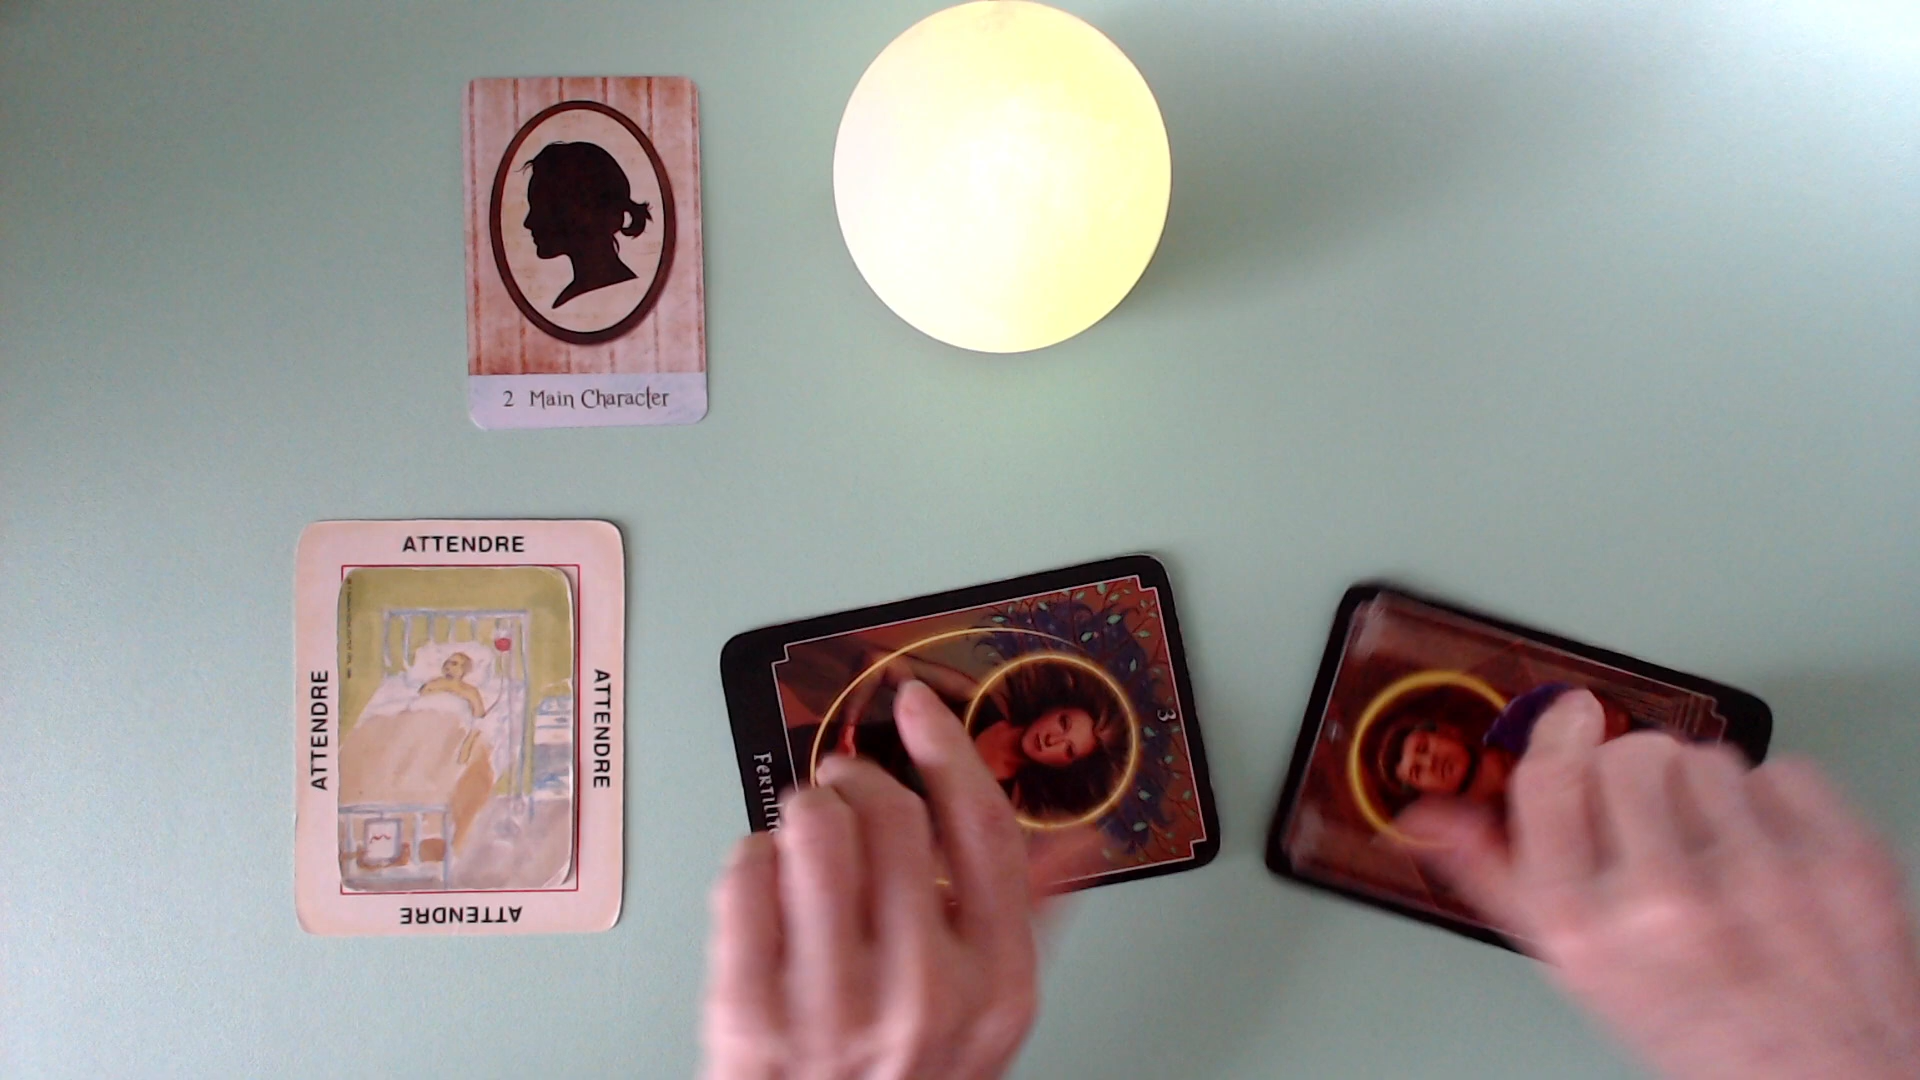 2 Main Character
ATTENDRE
ATTENDRE
ATTENDRE
ATTENDRE
3